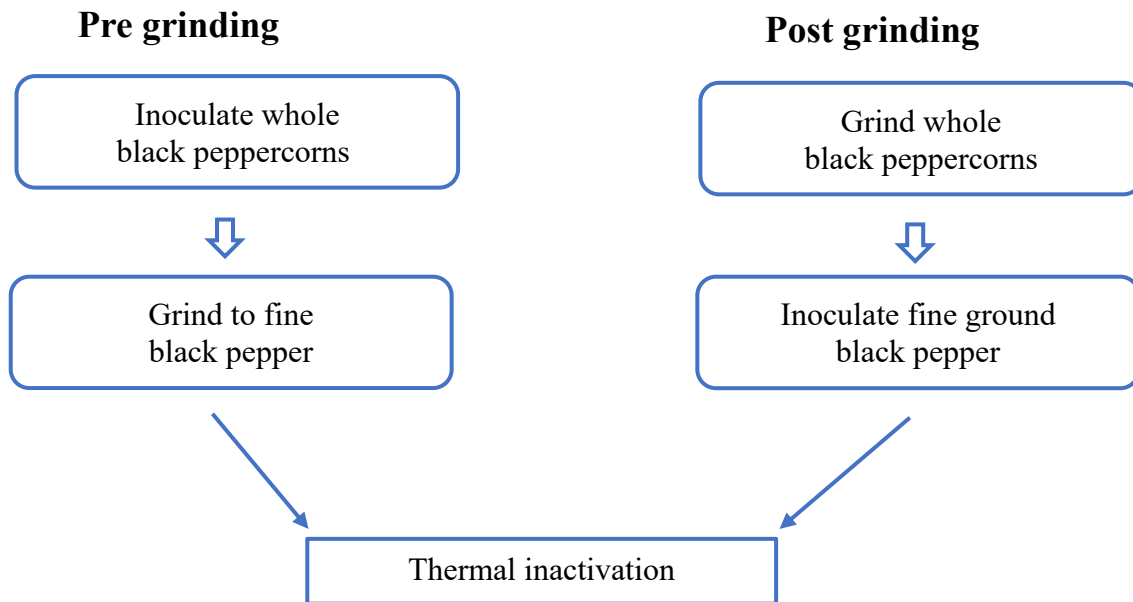 Pre grinding
Inoculate whole
black peppercorns
Grind to fine
black pepper
Post grinding
Grind whole
black peppercorns
Inoculate fine ground
black pepper
Thermal inactivation